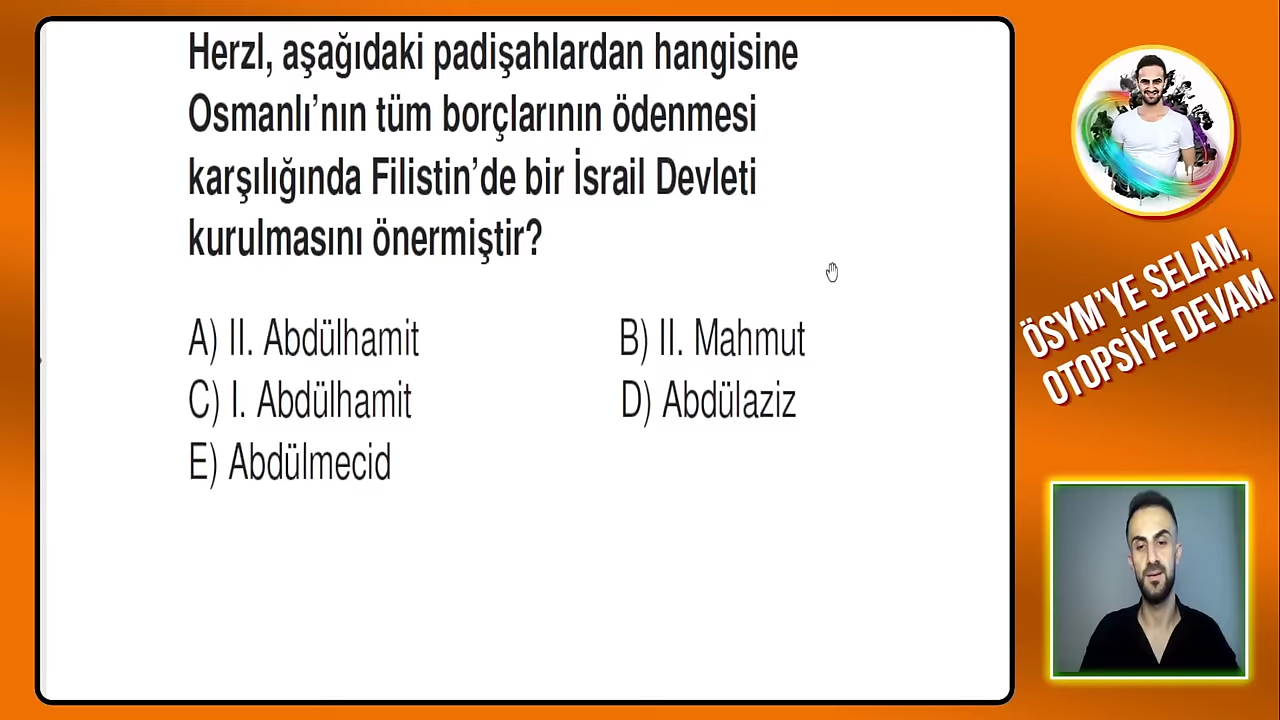 Herzl, aşağıdaki padişahlardan hangisine
Osmanlı'nın tüm borçlarının ödenmesi
karşılığında Filistin'de bir İsrail Devleti
kurulmasını önermiştir?
A) II. Abdülhamit
B) II. Mahmut
C) I. Abdülhamit
D) Abdülaziz
E) Abdülmecid
ÖSYM'YE SELAM,
OTOPSİYE DEVAM